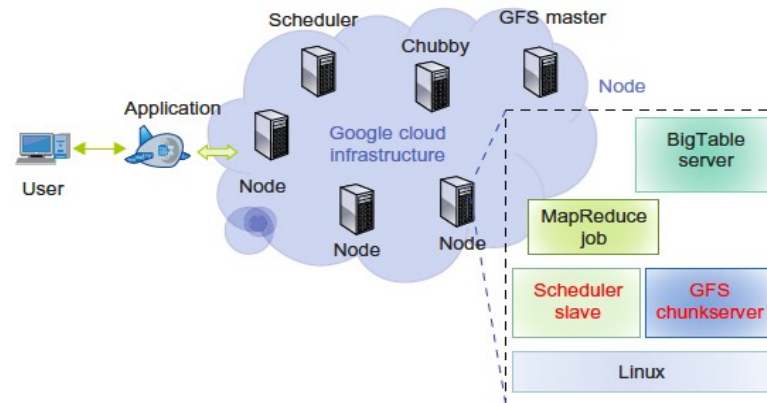 Scheduler
GFS master
Chubby
Node
Application
Google cloud
infrastructure
BigTable
server
User
Node
MapReduce
job
Node
Node
Scheduler
slave
GFS
chunkserver
Linux